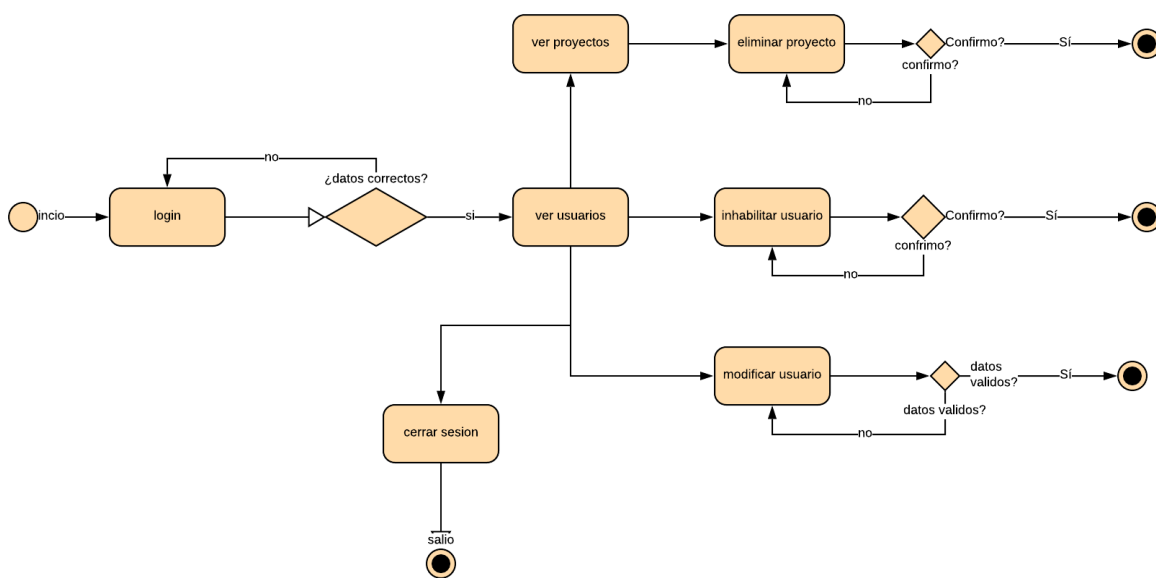 ver proyectos
eliminar proyecto
Confirmo?
Sí
confirmo?
no
no
¿datos correctos?
incio
login
si
ver usuarios
inhabilitar usuario
Confirmo?
Sí
confrimo?
no
modificar usuario
datos
validos?
Sí
datos validos?
no
cerrar sesion
salio